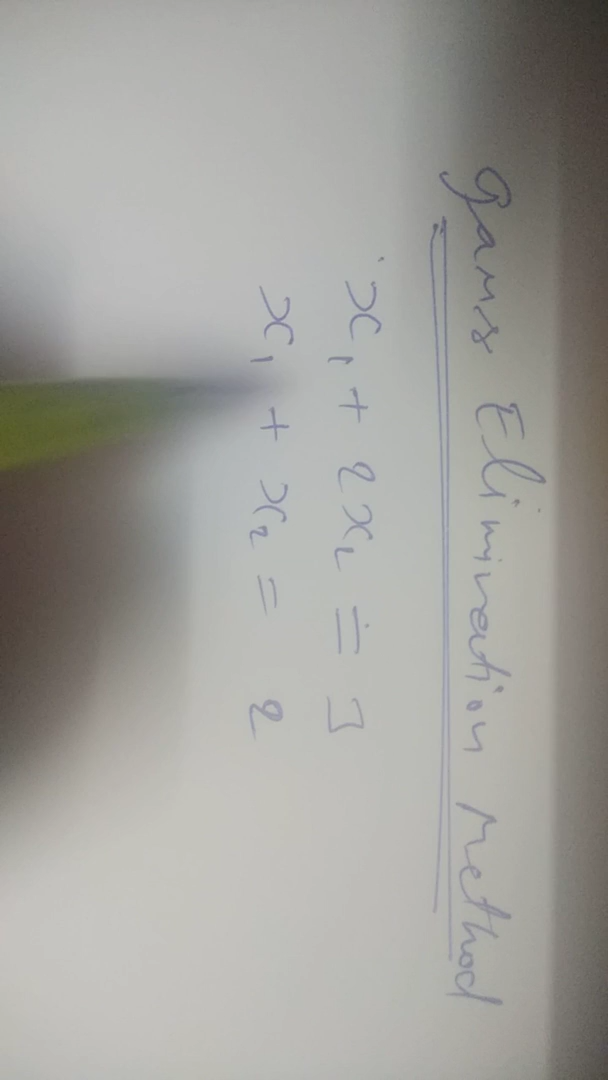 Gauss Elimination Method
x₁ + 2x₂ = 3
x₁ + x₂ = 2